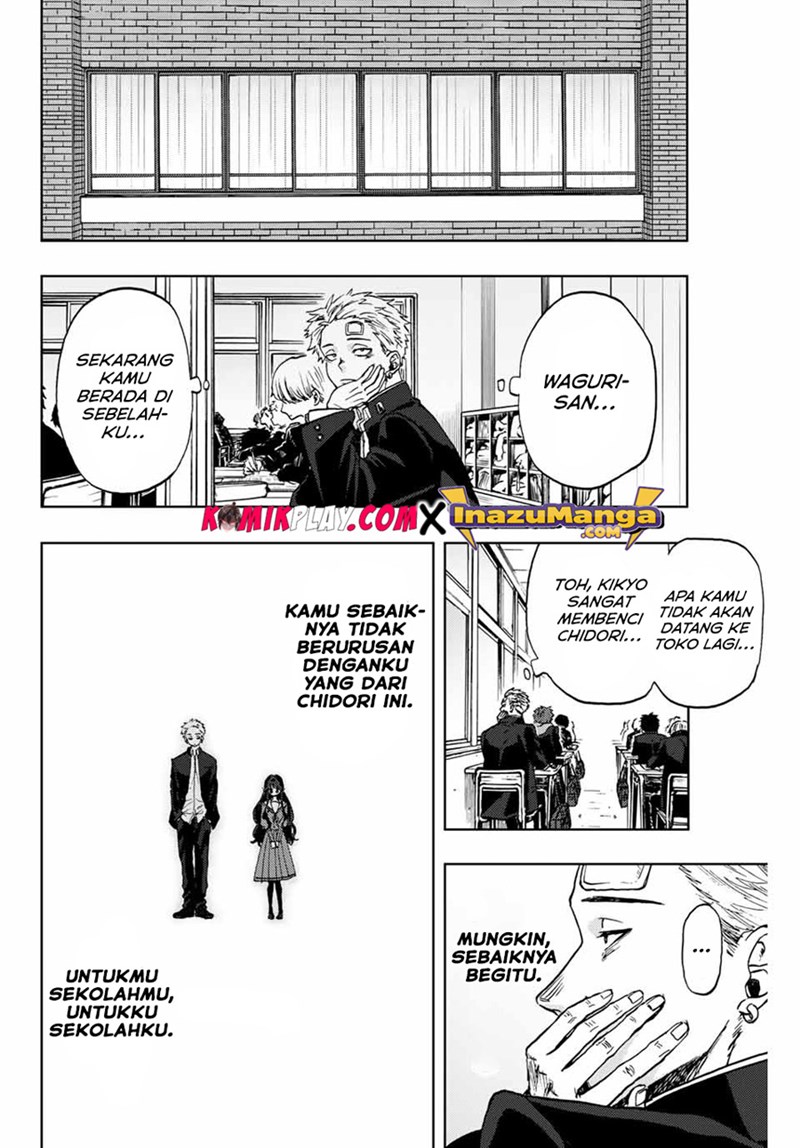 WAGURI-
SAN...
SEKARANG
KAMU
BERADA DI
SEBELAH-
KU...
KOMIKPLAY.COM X INAZUMANGA
.COM
APA KAMU
TIDAK AKAN
DATANG KE
TOKO LAGI...
TOH, KIKYO
SANGAT
MEMBENCI
CHIDORI...
KAMU SEBAIK-
NYA TIDAK
BERURUSAN
DENGANKU
YANG DARI
CHIDORI INI.
UNTUKMU
SEKOLAHMU,
UNTUKKU
SEKOLAHKU.
...
MUNGKIN,
SEBAIKNYA
BEGITU.